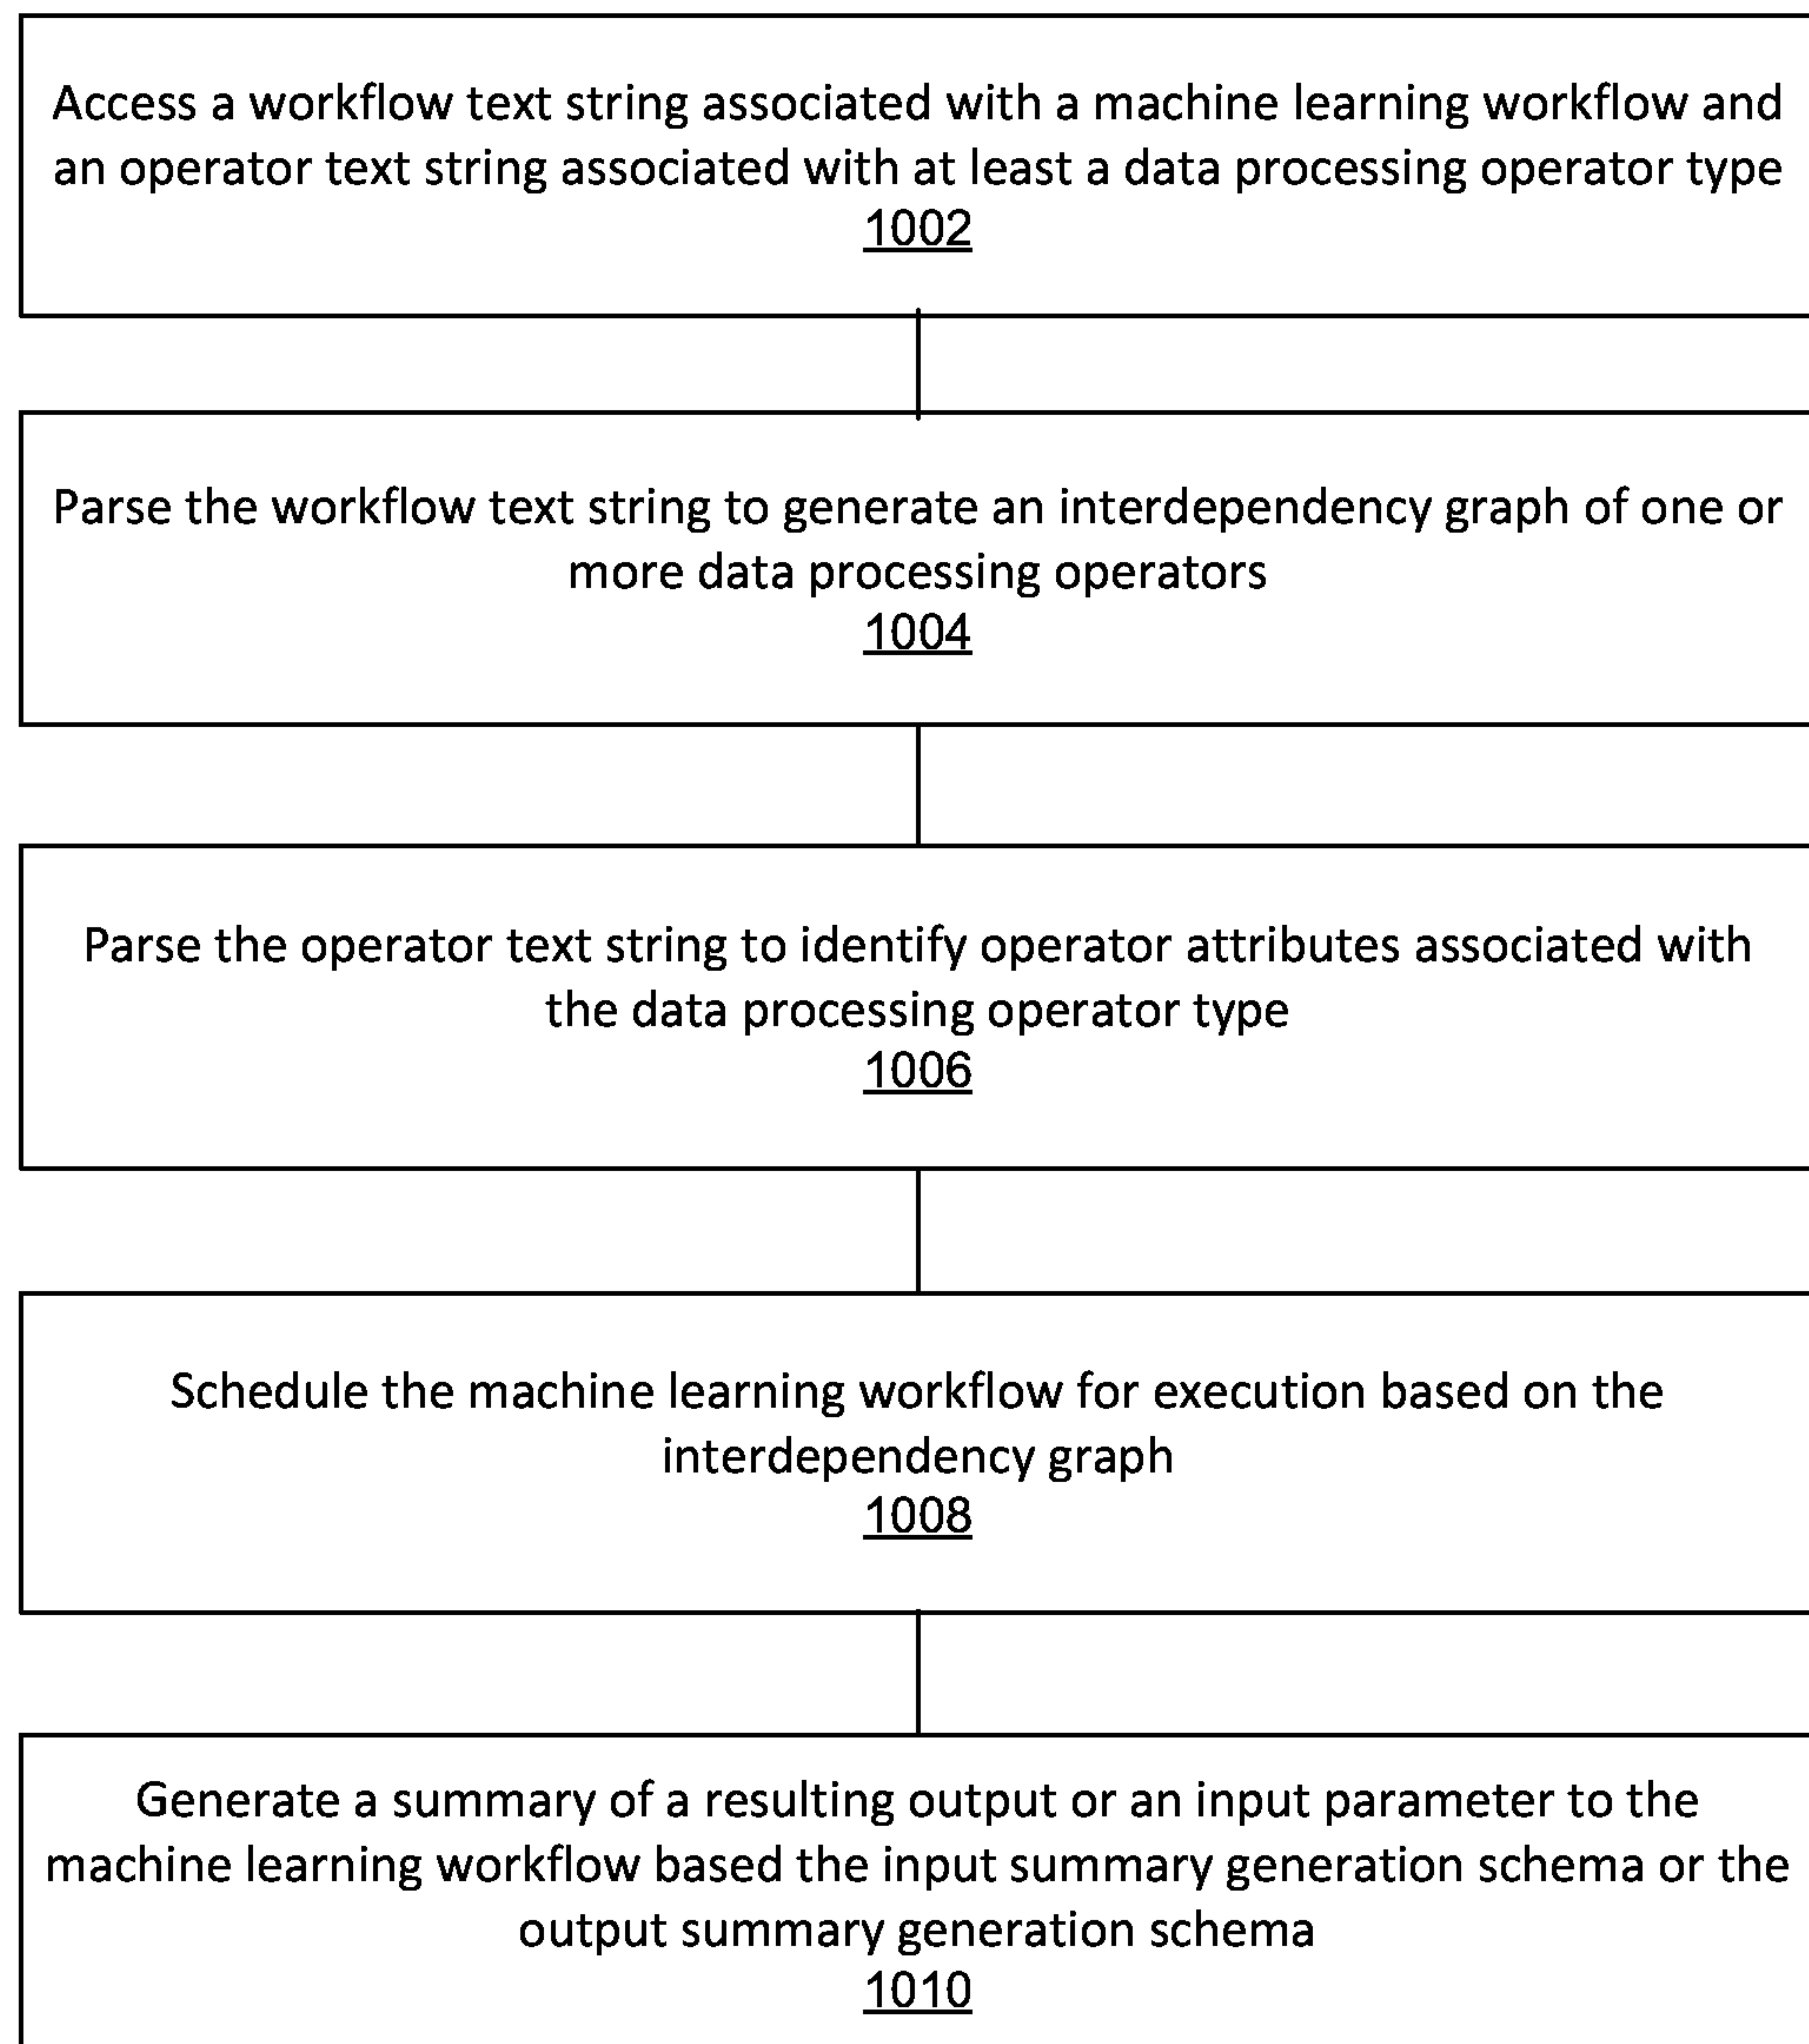 Access a workflow text string associated with a machine learning workflow and
an operator text string associated with at least a data processing operator type
1002
Parse the workflow text string to generate an interdependency graph of one or
more data processing operators
1004
Parse the operator text string to identify operator attributes associated with
the data processing operator type
1006
Schedule the machine learning workflow for execution based on the
interdependency graph
1008
Generate a summary of a resulting output or an input parameter to the
machine learning workflow based the input summary generation schema or the
output summary generation schema
1010